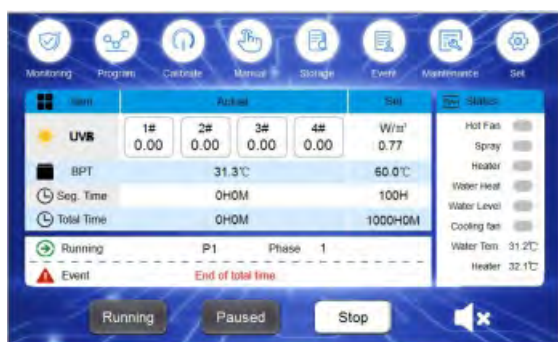 Monitoring Program Calibrate Manual Storage Event Maintenance Set
Item Actual Set Status
UVB 1# 0.00 2# 0.00 3# 0.00 4# 0.00 W/m² 0.77
BPT 31.3℃ 60.0℃
Seg. Time 0H0M 100H
Total Time 0H0M 1000H0M
Running P1 Phase 1
Event End of total time
Hot Fan
Spray
Heater
Water Heat
Water Level
Cooling fan
Water Tem 31.2℃
Heater 32.1℃
Running Paused Stop